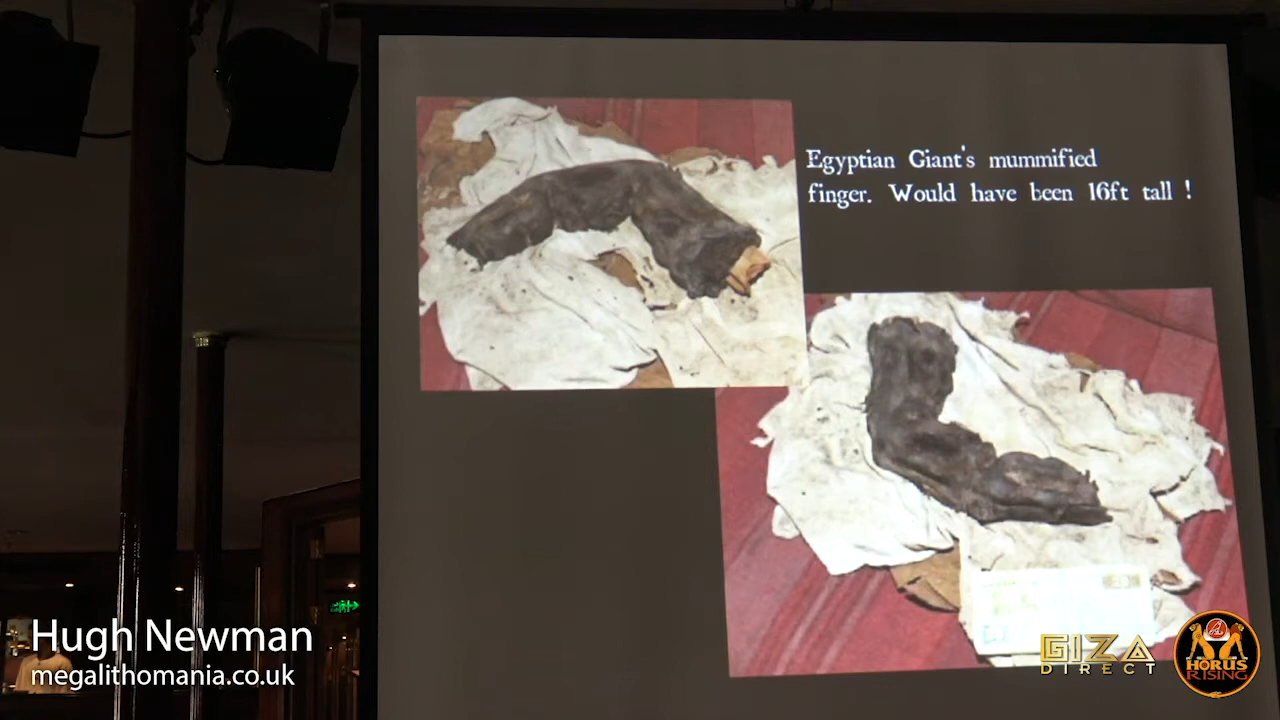 Egyptian Giant's mummified
finger. Would have been 16ft tall !
Hugh Newman
megalithomania.co.uk
GIZA
DIRECT
HORUS
RISING